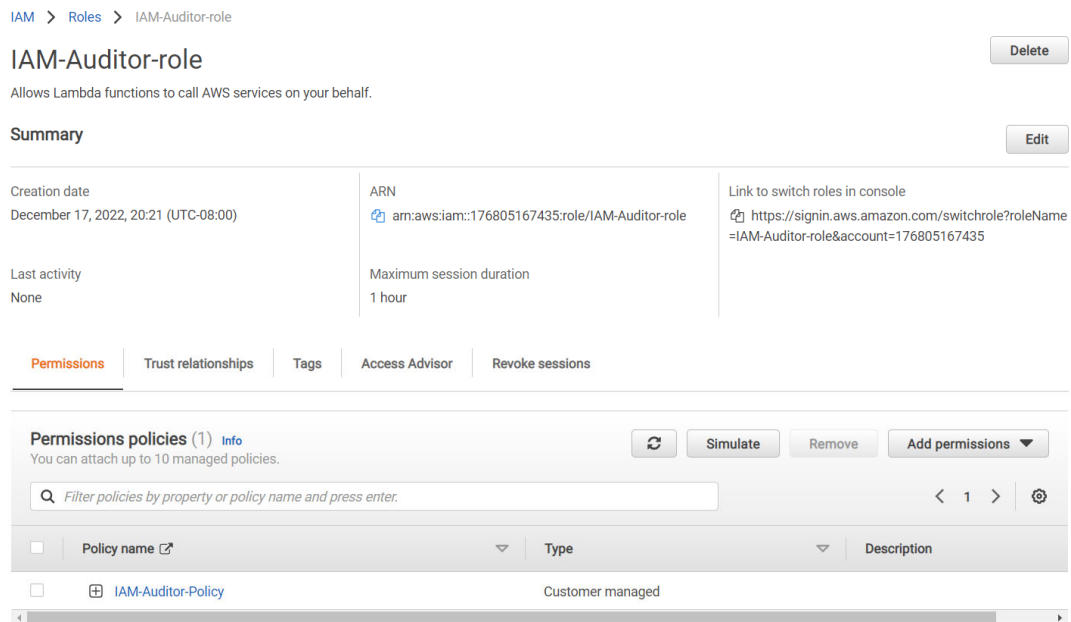 IAM > Roles > IAM-Auditor-role
IAM-Auditor-role
Delete
Allows Lambda functions to call AWS services on your behalf.
Summary
Edit
Creation date
December 17, 2022, 20:21 (UTC-08:00)
ARN
arn:aws:iam::176805167435:role/IAM-Auditor-role
Link to switch roles in console
https://signin.aws.amazon.com/switchrole?roleName
=IAM-Auditor-role&account=176805167435
Last activity
None
Maximum session duration
1 hour
Permissions
Trust relationships
Tags
Access Advisor
Revoke sessions
Permissions policies (1) Info
You can attach up to 10 managed policies.
Simulate
Remove
Add permissions
Filter policies by property or policy name and press enter.
1
Policy name
Type
Description
IAM-Auditor-Policy
Customer managed